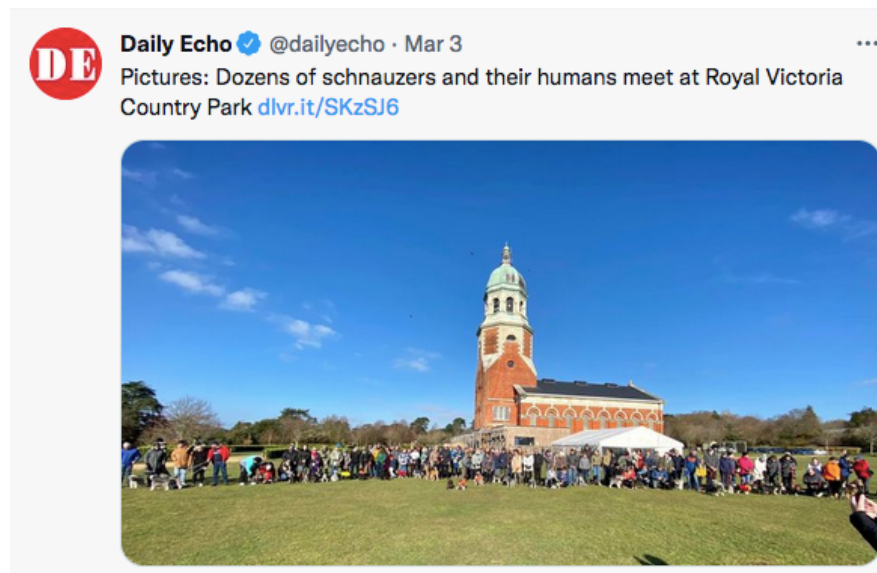 DE
Daily Echo @dailyecho · Mar 3
Pictures: Dozens of schnauzers and their humans meet at Royal Victoria
Country Park dlvr.it/SKzSJ6